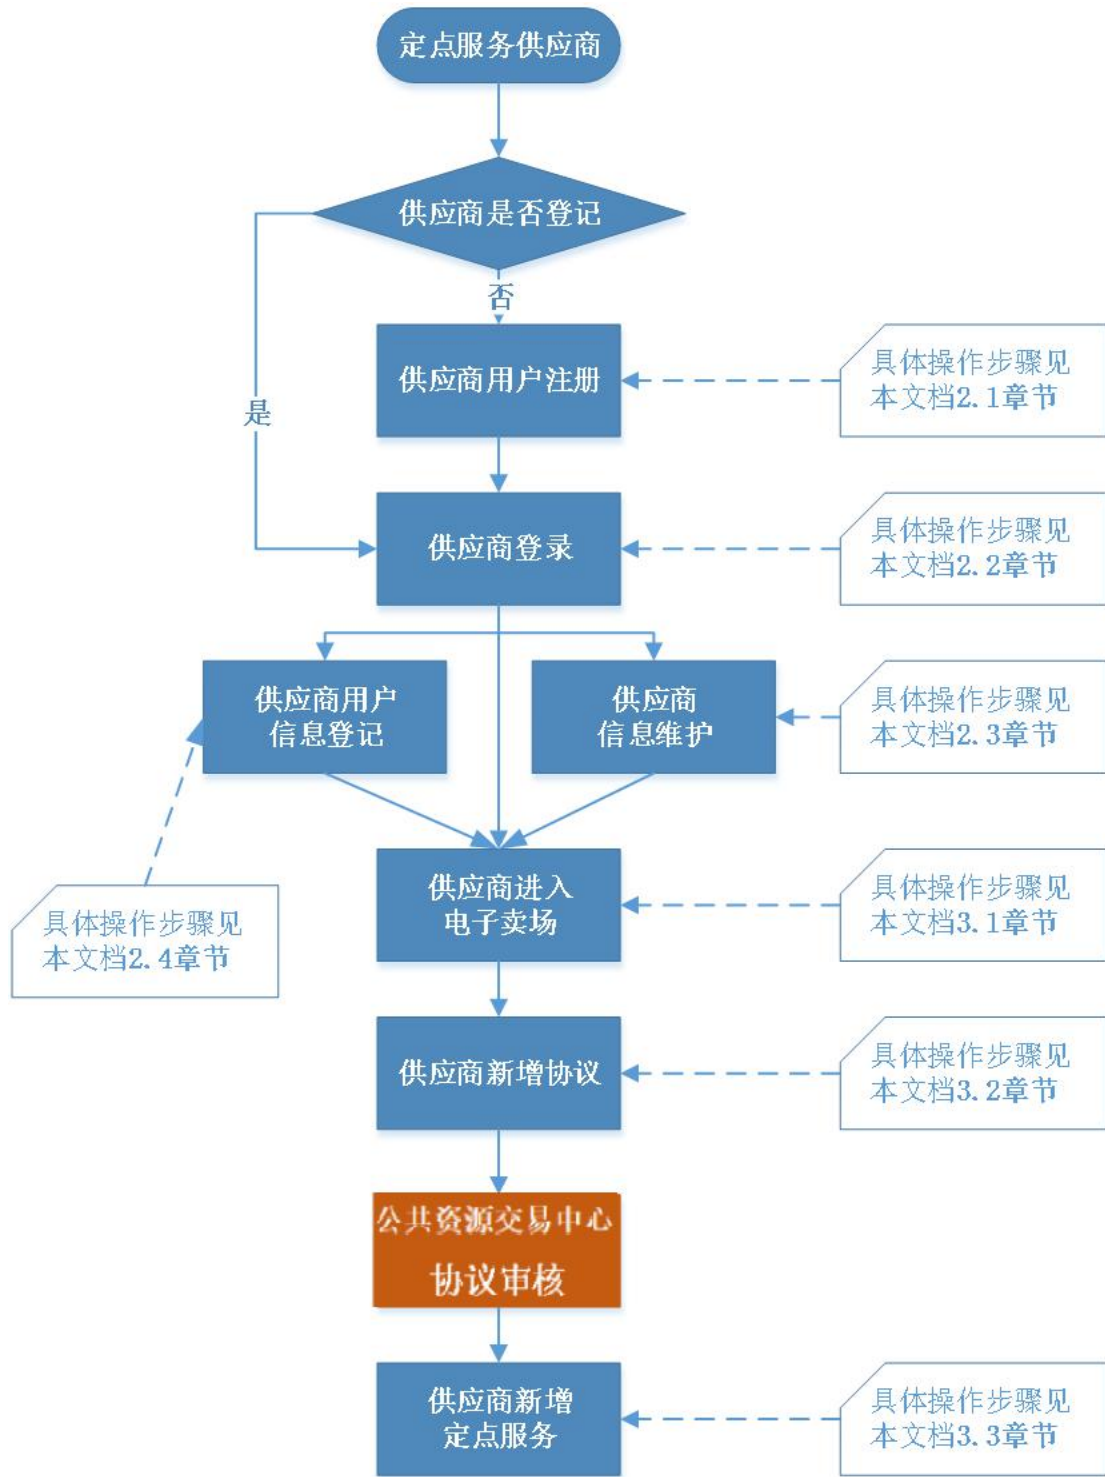 定点服务供应商
供应商是否登记
否
供应商用户注册
具体操作步骤见
本文档2.1章节
是
供应商登录
具体操作步骤见
本文档2.2章节
供应商用户
信息登记
供应商
信息维护
具体操作步骤见
本文档2.3章节
供应商进入
电子卖场
具体操作步骤见
本文档3.1章节
具体操作步骤见
本文档2.4章节
供应商新增协议
具体操作步骤见
本文档3.2章节
公共资源交易中心
协议审核
供应商新增
定点服务
具体操作步骤见
本文档3.3章节